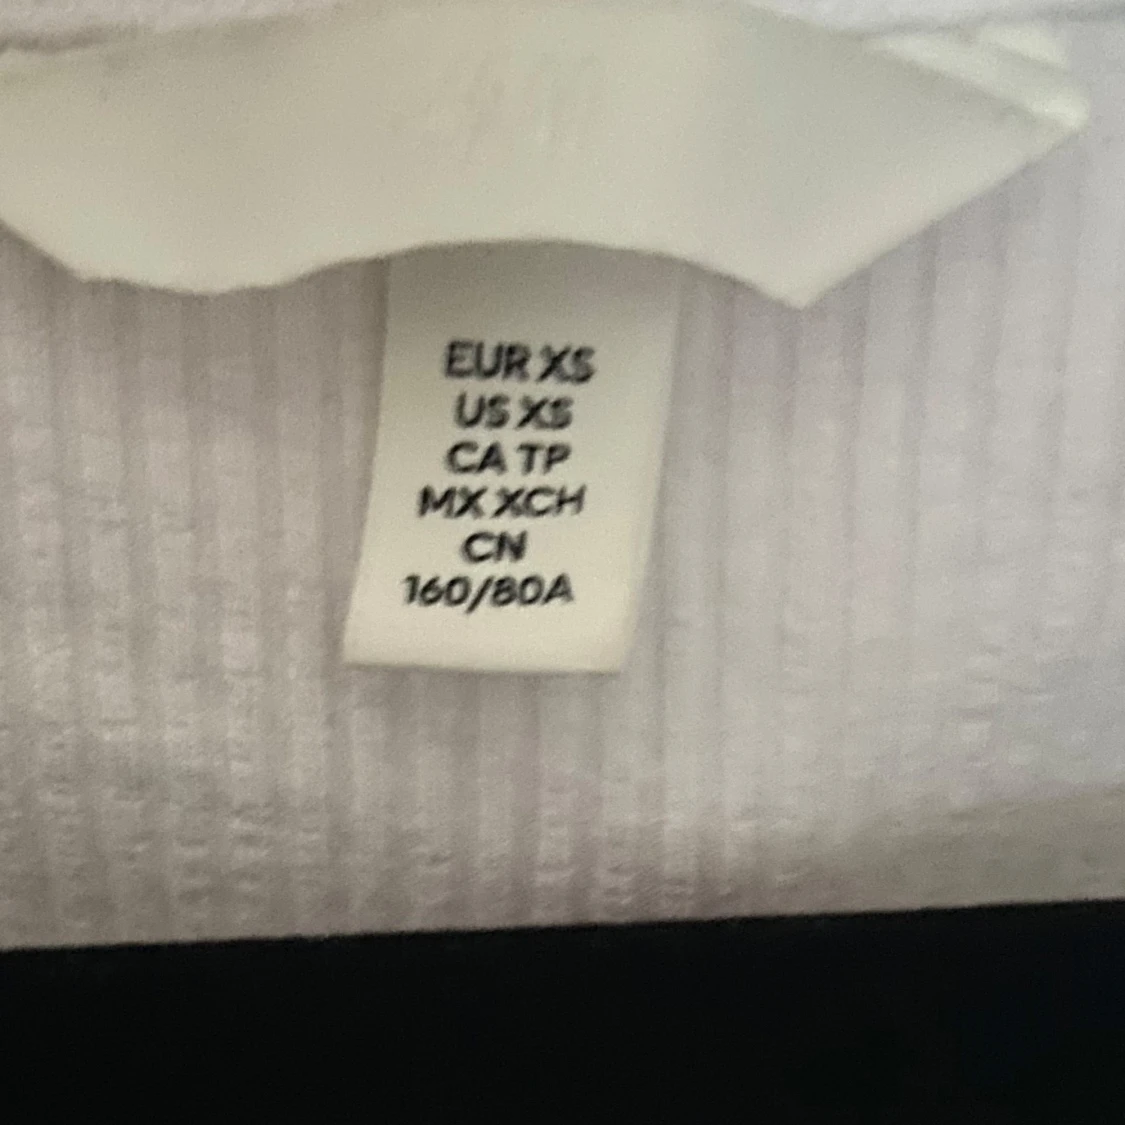 EUR XS
US XS
CA TP
MX XCH
CN
160/80A